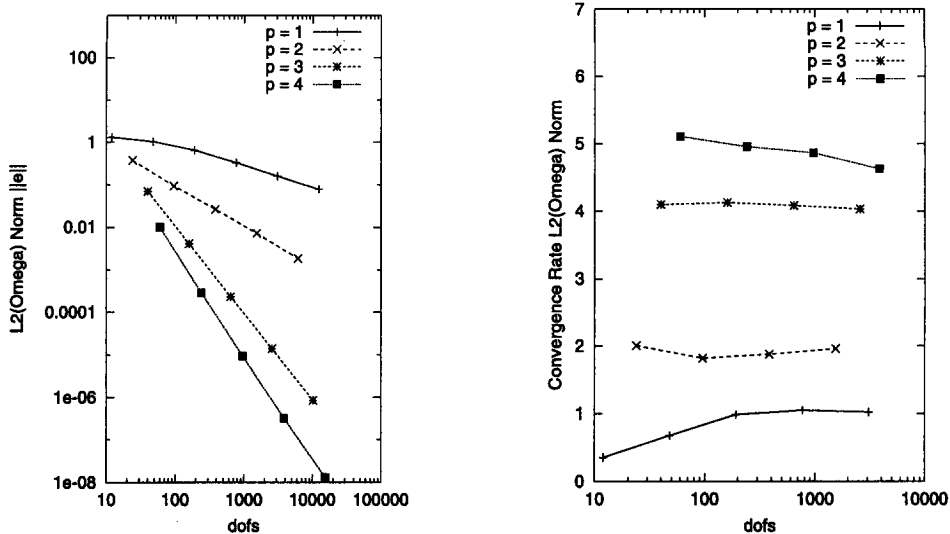 L2(Omega) Norm ||e||
100
1
0.01
0.0001
1e-06
1e-08
10
100
1000
10000
100000
dofs
p = 1
p = 2
p = 3
p = 4
Convergence Rate L2(Omega) Norm
7
6
5
4
3
2
1
0
10
100
1000
10000
dofs
p = 1
p = 2
p = 3
p = 4